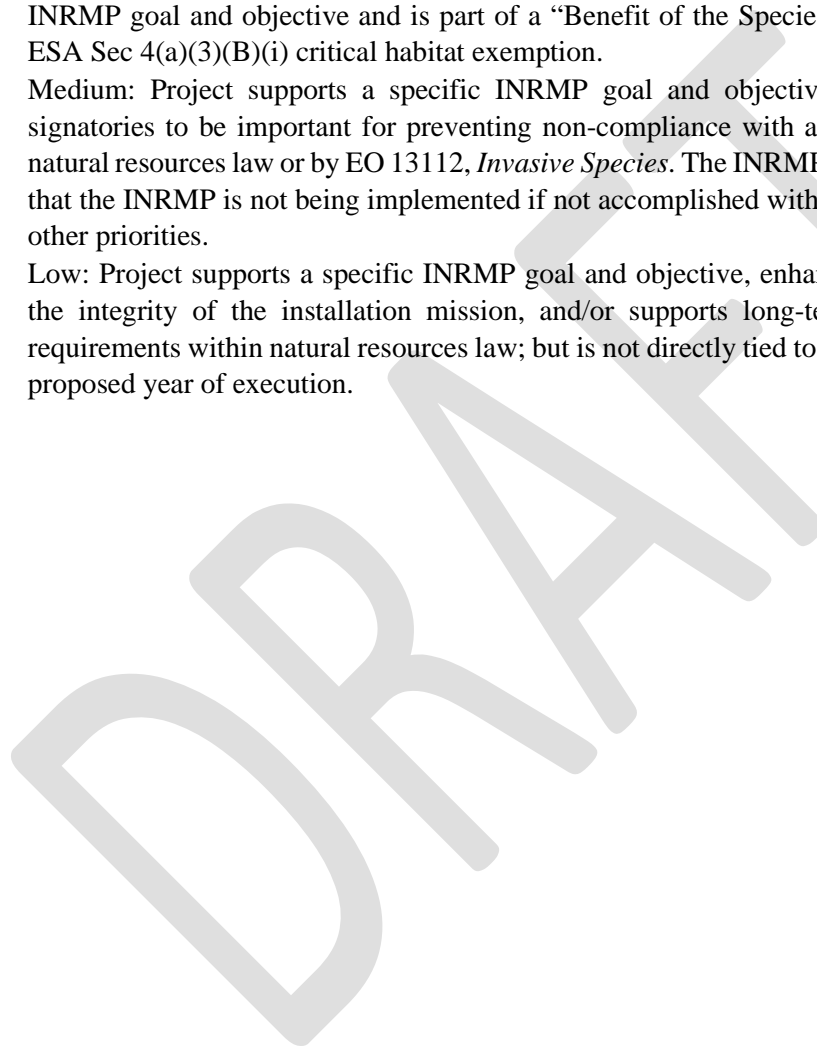 INRMP goal and objective and is part of a “Benefit of the Specie
ESA Sec 4(a)(3)(B)(i) critical habitat exemption.
Medium: Project supports a specific INRMP goal and objectiv
signatories to be important for preventing non-compliance with a
natural resources law or by EO 13112, Invasive Species. The INRMP
that the INRMP is not being implemented if not accomplished with
other priorities.
Low: Project supports a specific INRMP goal and objective, enha
the integrity of the installation mission, and/or supports long-te
requirements within natural resources law; but is not directly tied to
proposed year of execution.
DRAFT